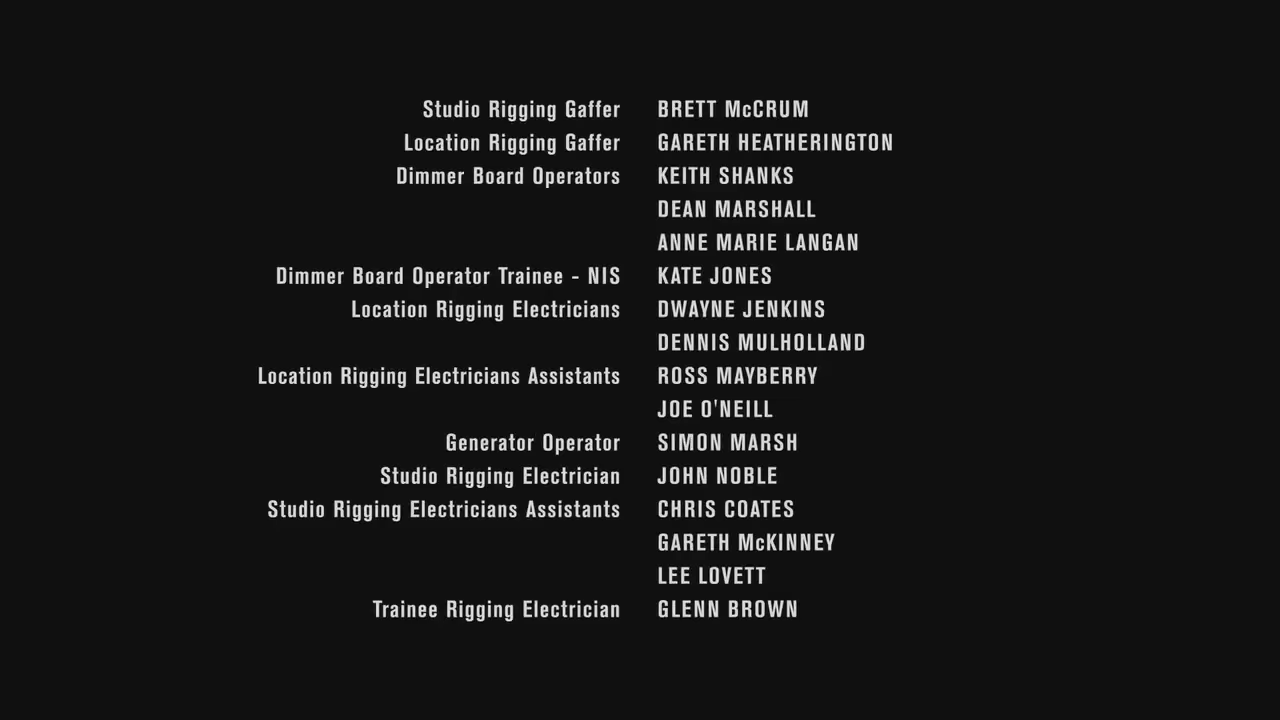 Studio Rigging Gaffer BRETT McCRUM
Location Rigging Gaffer GARETH HEATHERINGTON
Dimmer Board Operators KEITH SHANKS
DEAN MARSHALL
ANNE MARIE LANGAN
Dimmer Board Operator Trainee - NIS KATE JONES
Location Rigging Electricians DWAYNE JENKINS
DENNIS MULHOLLAND
Location Rigging Electricians Assistants ROSS MAYBERRY
JOE O'NEILL
Generator Operator SIMON MARSH
Studio Rigging Electrician JOHN NOBLE
Studio Rigging Electricians Assistants CHRIS COATES
GARETH McKINNEY
LEE LOVETT
Trainee Rigging Electrician GLENN BROWN